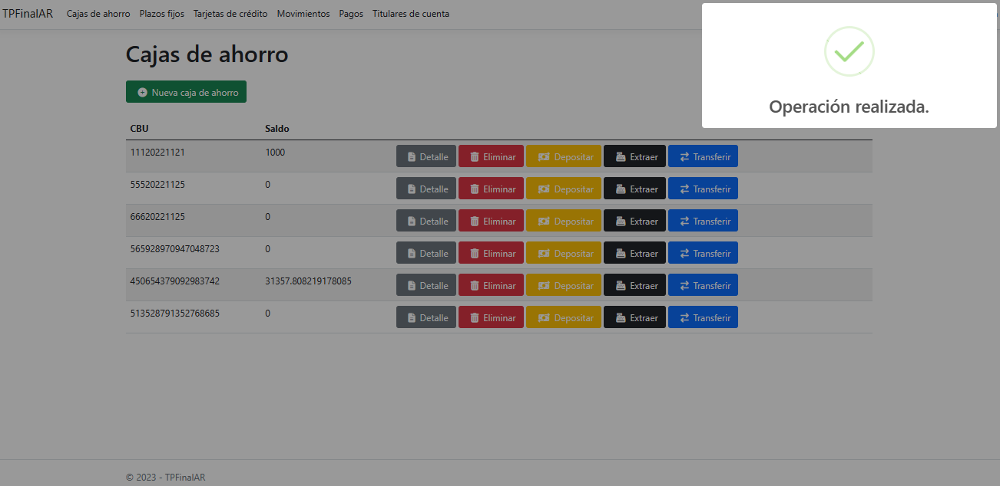 TPFinalAR Cajas de ahorro Plazos fijos Tarjetas de crédito Movimientos Pagos Titulares de cuenta
Operación realizada.
Cajas de ahorro
Nueva caja de ahorro
CBU Saldo
11120221121 1000 Detalle Eliminar Depositar Extraer Transferir
55520221125 0 Detalle Eliminar Depositar Extraer Transferir
66620221125 0 Detalle Eliminar Depositar Extraer Transferir
565928970947048723 0 Detalle Eliminar Depositar Extraer Transferir
450654379092983742 31357.808219178085 Detalle Eliminar Depositar Extraer Transferir
513528791352768685 0 Detalle Eliminar Depositar Extraer Transferir
© 2023 - TPFinalAR